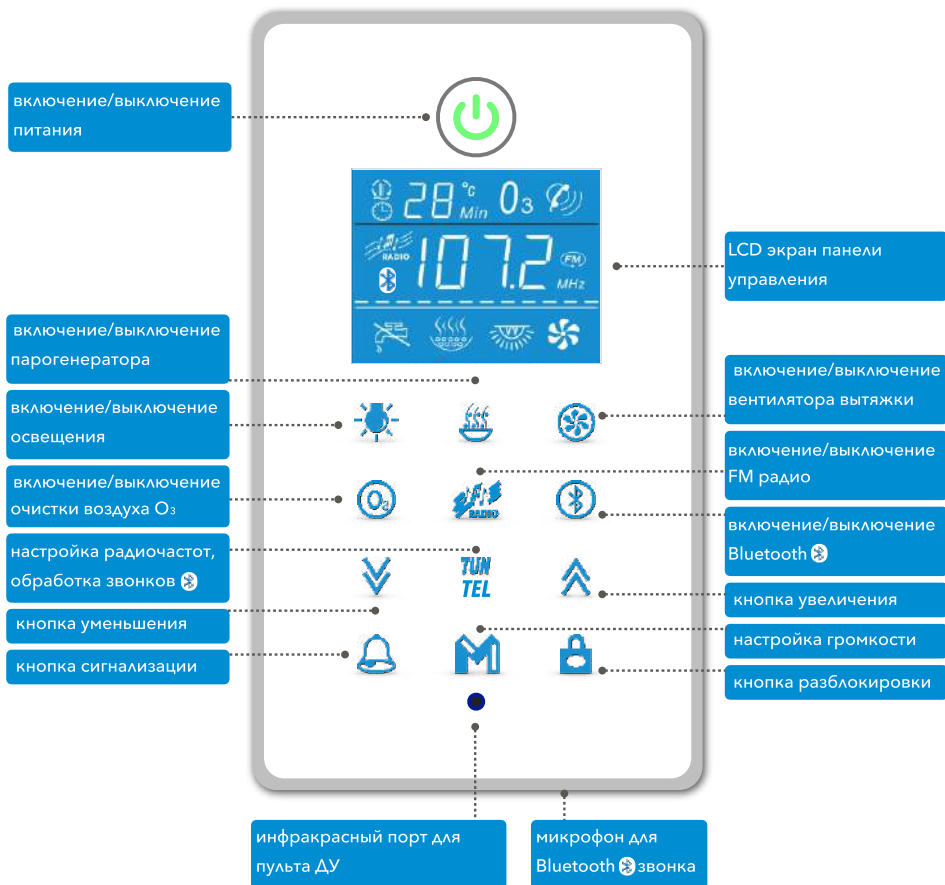 включение/выключение
питания
28 °C Min O3
RADIO 107.2 FM
MHz
LCD экран панели
управления
включение/выключение
парогенератора
включение/выключение
вентилятора вытяжки
включение/выключение
освещения
включение/выключение
FM радио
включение/выключение
очистки воздуха O₃
O₂
RADIO
включение/выключение
Bluetooth
настройка радиочастот,
обработка звонков
TUN
TEL
кнопка увеличения
кнопка уменьшения
настройка громкости
кнопка сигнализации
M
кнопка разблокировки
инфракрасный порт для
пульта ДУ
микрофон для
Bluetooth звонка